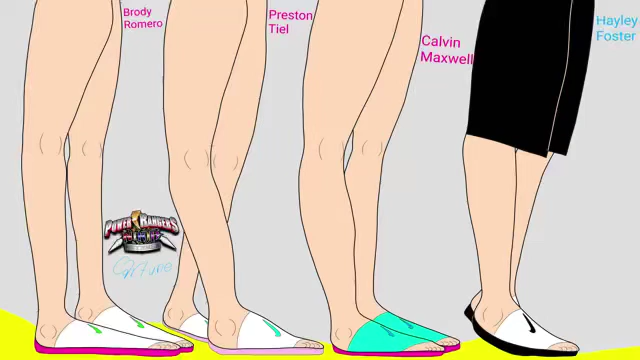 Brody
Romero
Preston
Tiel
Calvin
Maxwell
Hayley
Foster
POWER RANGERS